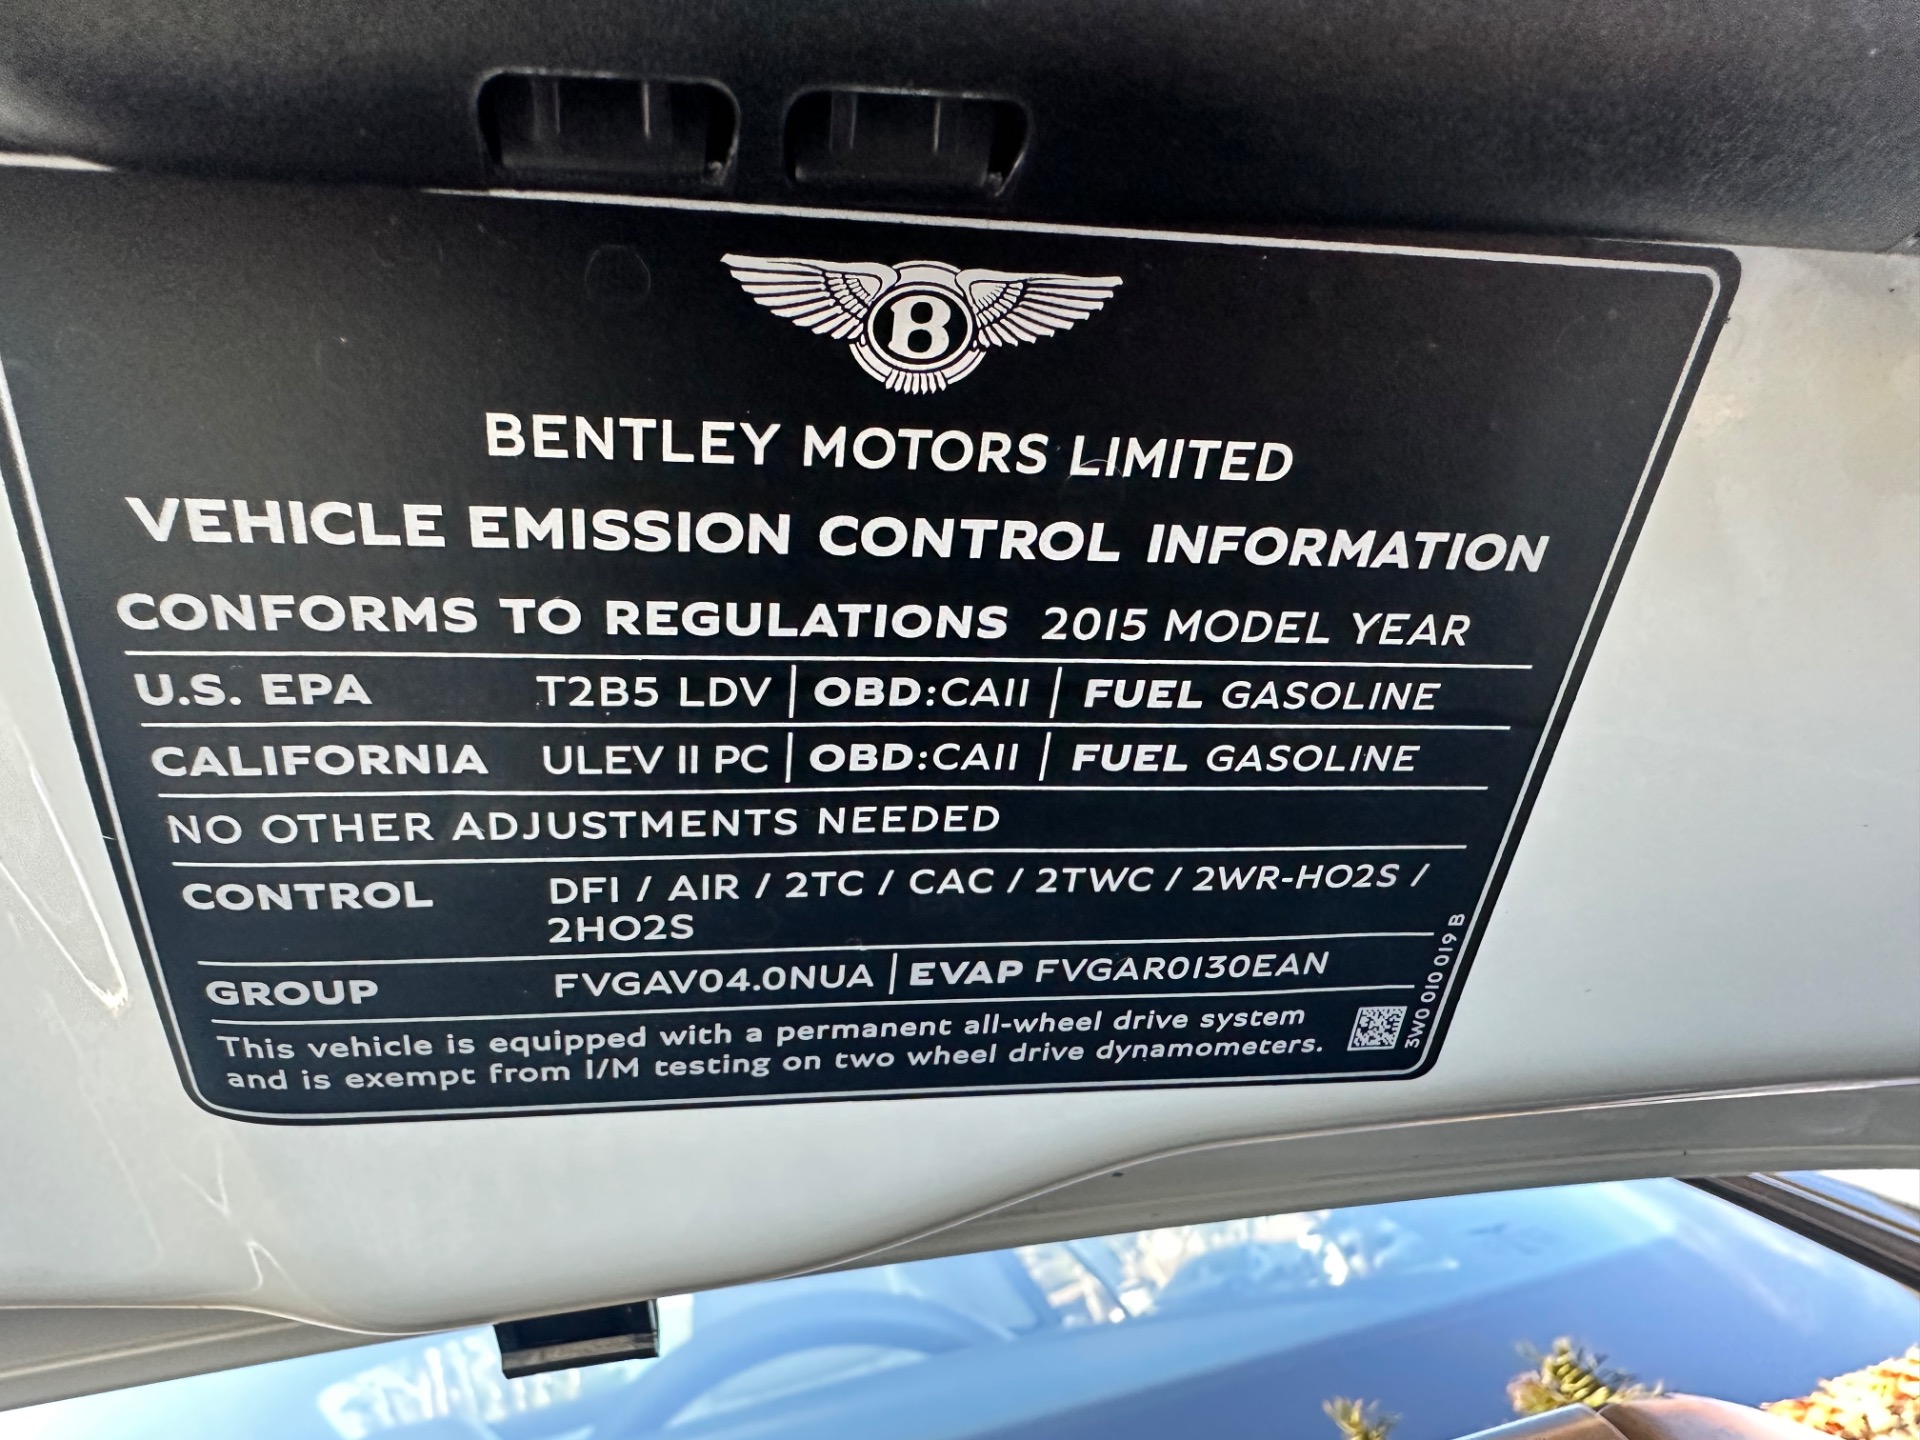 B
BENTLEY MOTORS LIMITED
VEHICLE EMISSION CONTROL INFORMATION
CONFORMS TO REGULATIONS 2015 MODEL YEAR
U.S. EPA T2B5 LDV | OBD:CAII | FUEL GASOLINE
CALIFORNIA ULEV II PC | OBD:CAII | FUEL GASOLINE
NO OTHER ADJUSTMENTS NEEDED
CONTROL DFI / AIR / 2TC / CAC / 2TWC / 2WR-HO2S /
2HO2S
GROUP FVGAV04.0NUA | EVAP FVGAR0130EAN
This vehicle is equipped with a permanent all-wheel drive system
and is exempt from I/M testing on two wheel drive dynamometers.
3W0 010 019 B